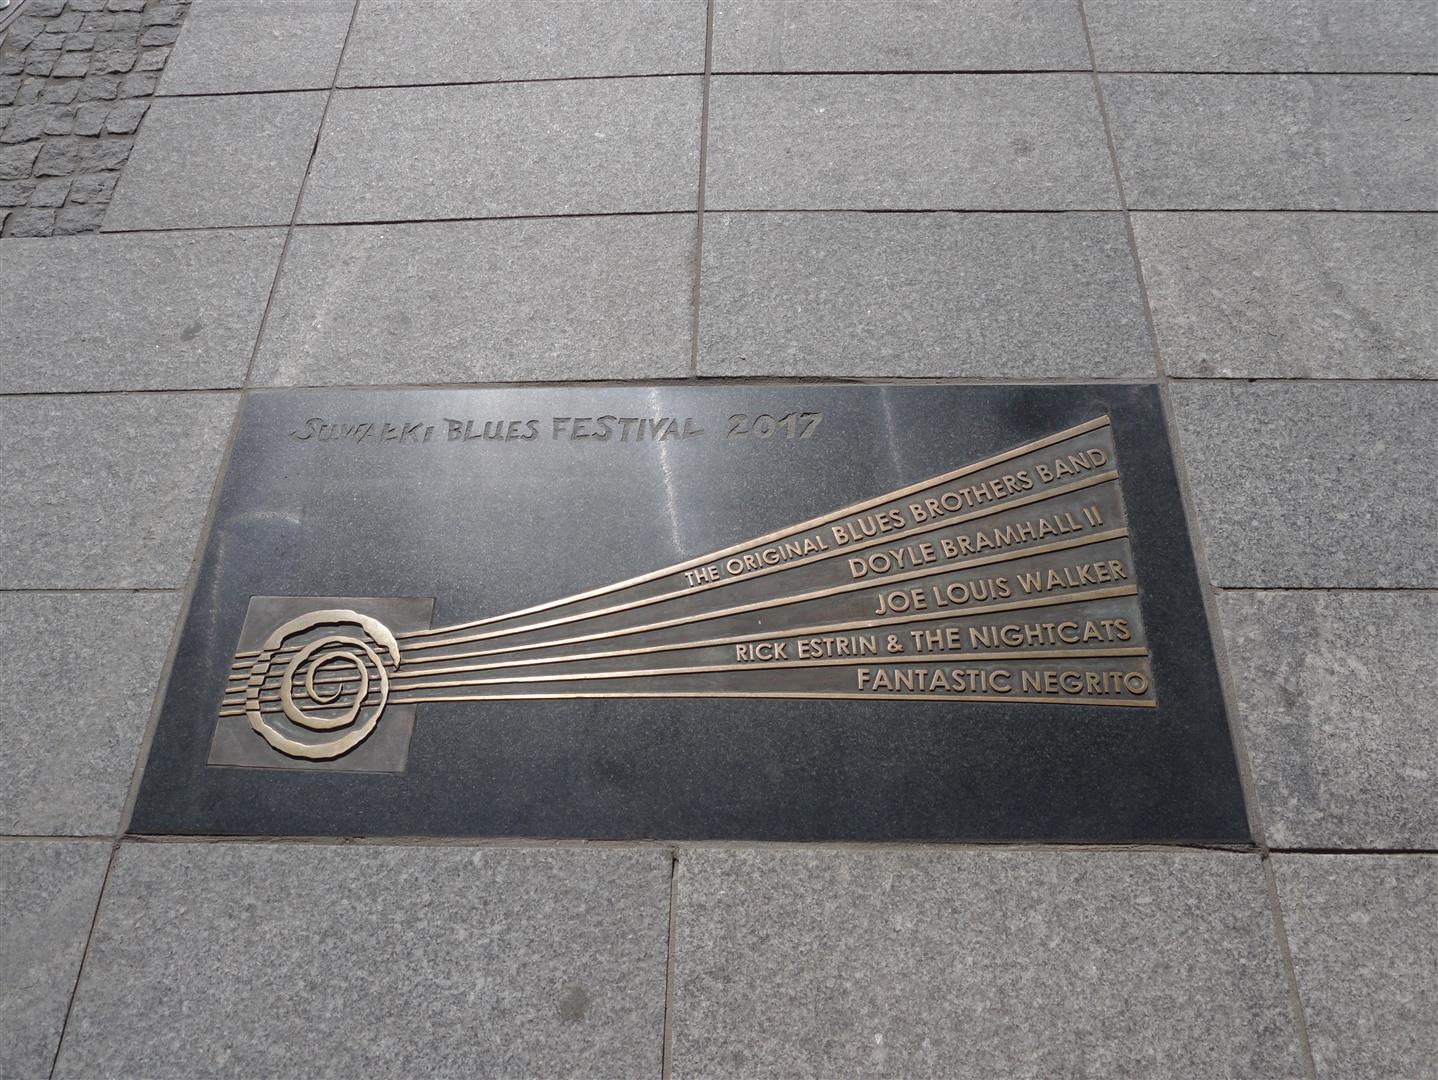 SUWAŁKI BLUES FESTIVAL 2017
THE ORIGINAL BLUES BROTHERS BAND
DOYLE BRAMHALL II
JOE LOUIS WALKER
RICK ESTRIN & THE NIGHTCATS
FANTASTIC NEGRITO